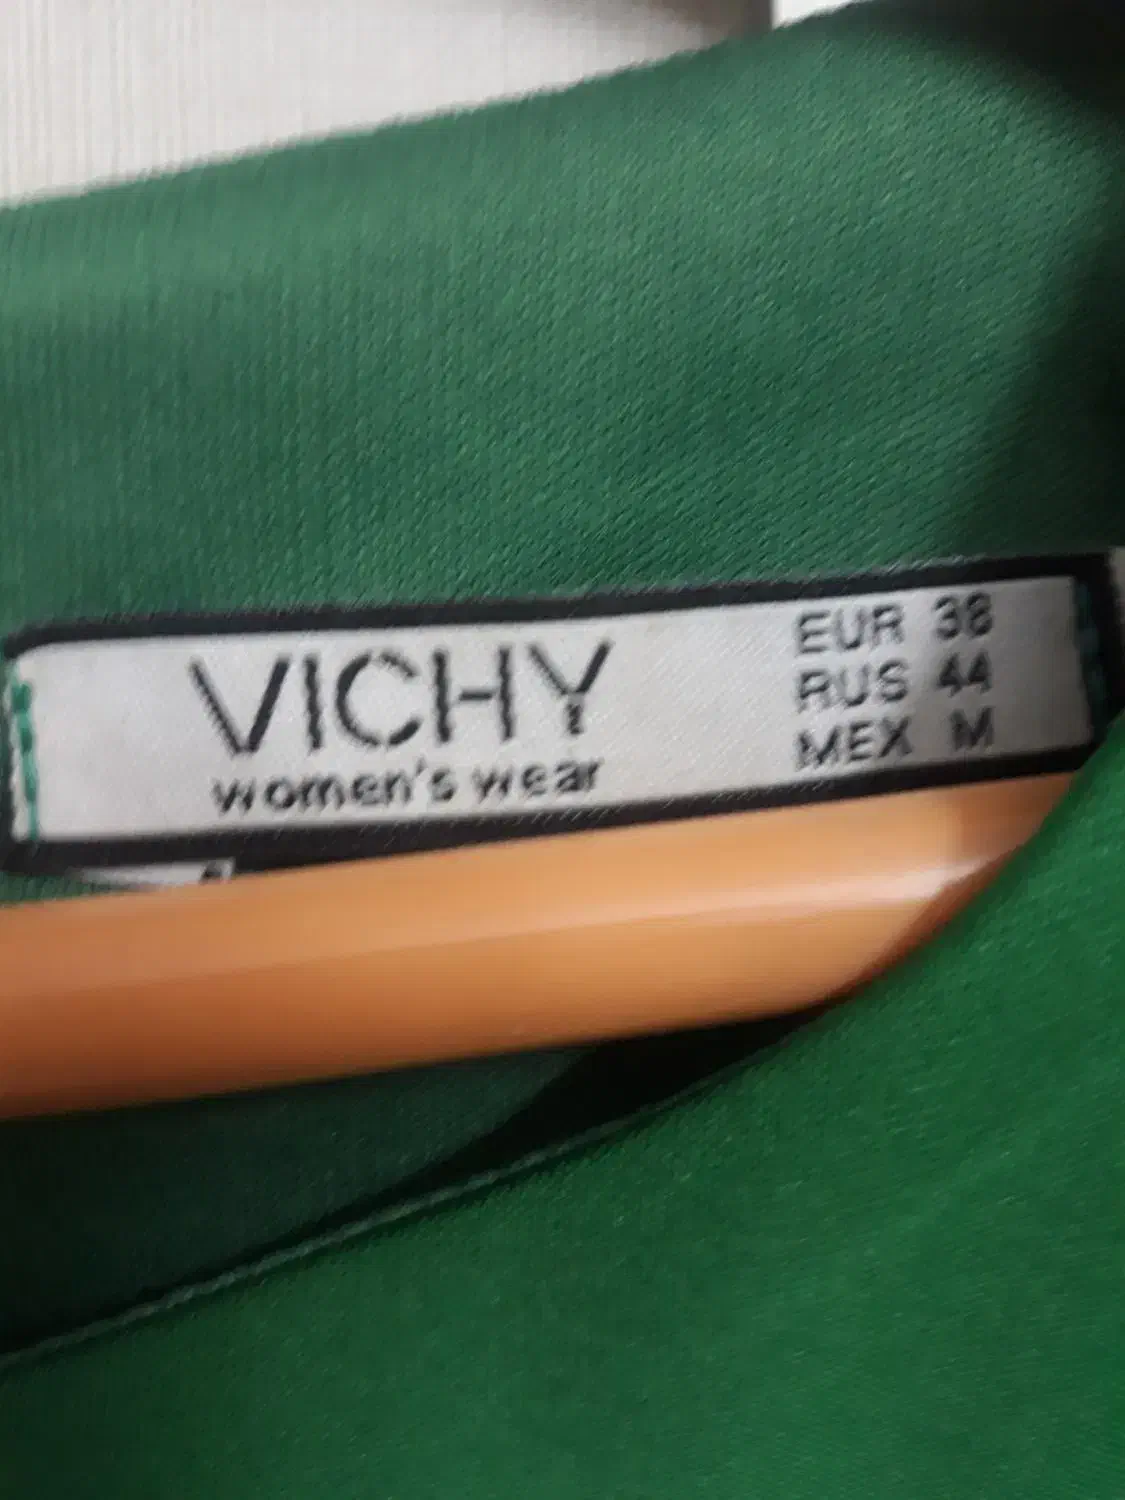 VICHY
women's wear
EUR 38
RUS 44
MEX M